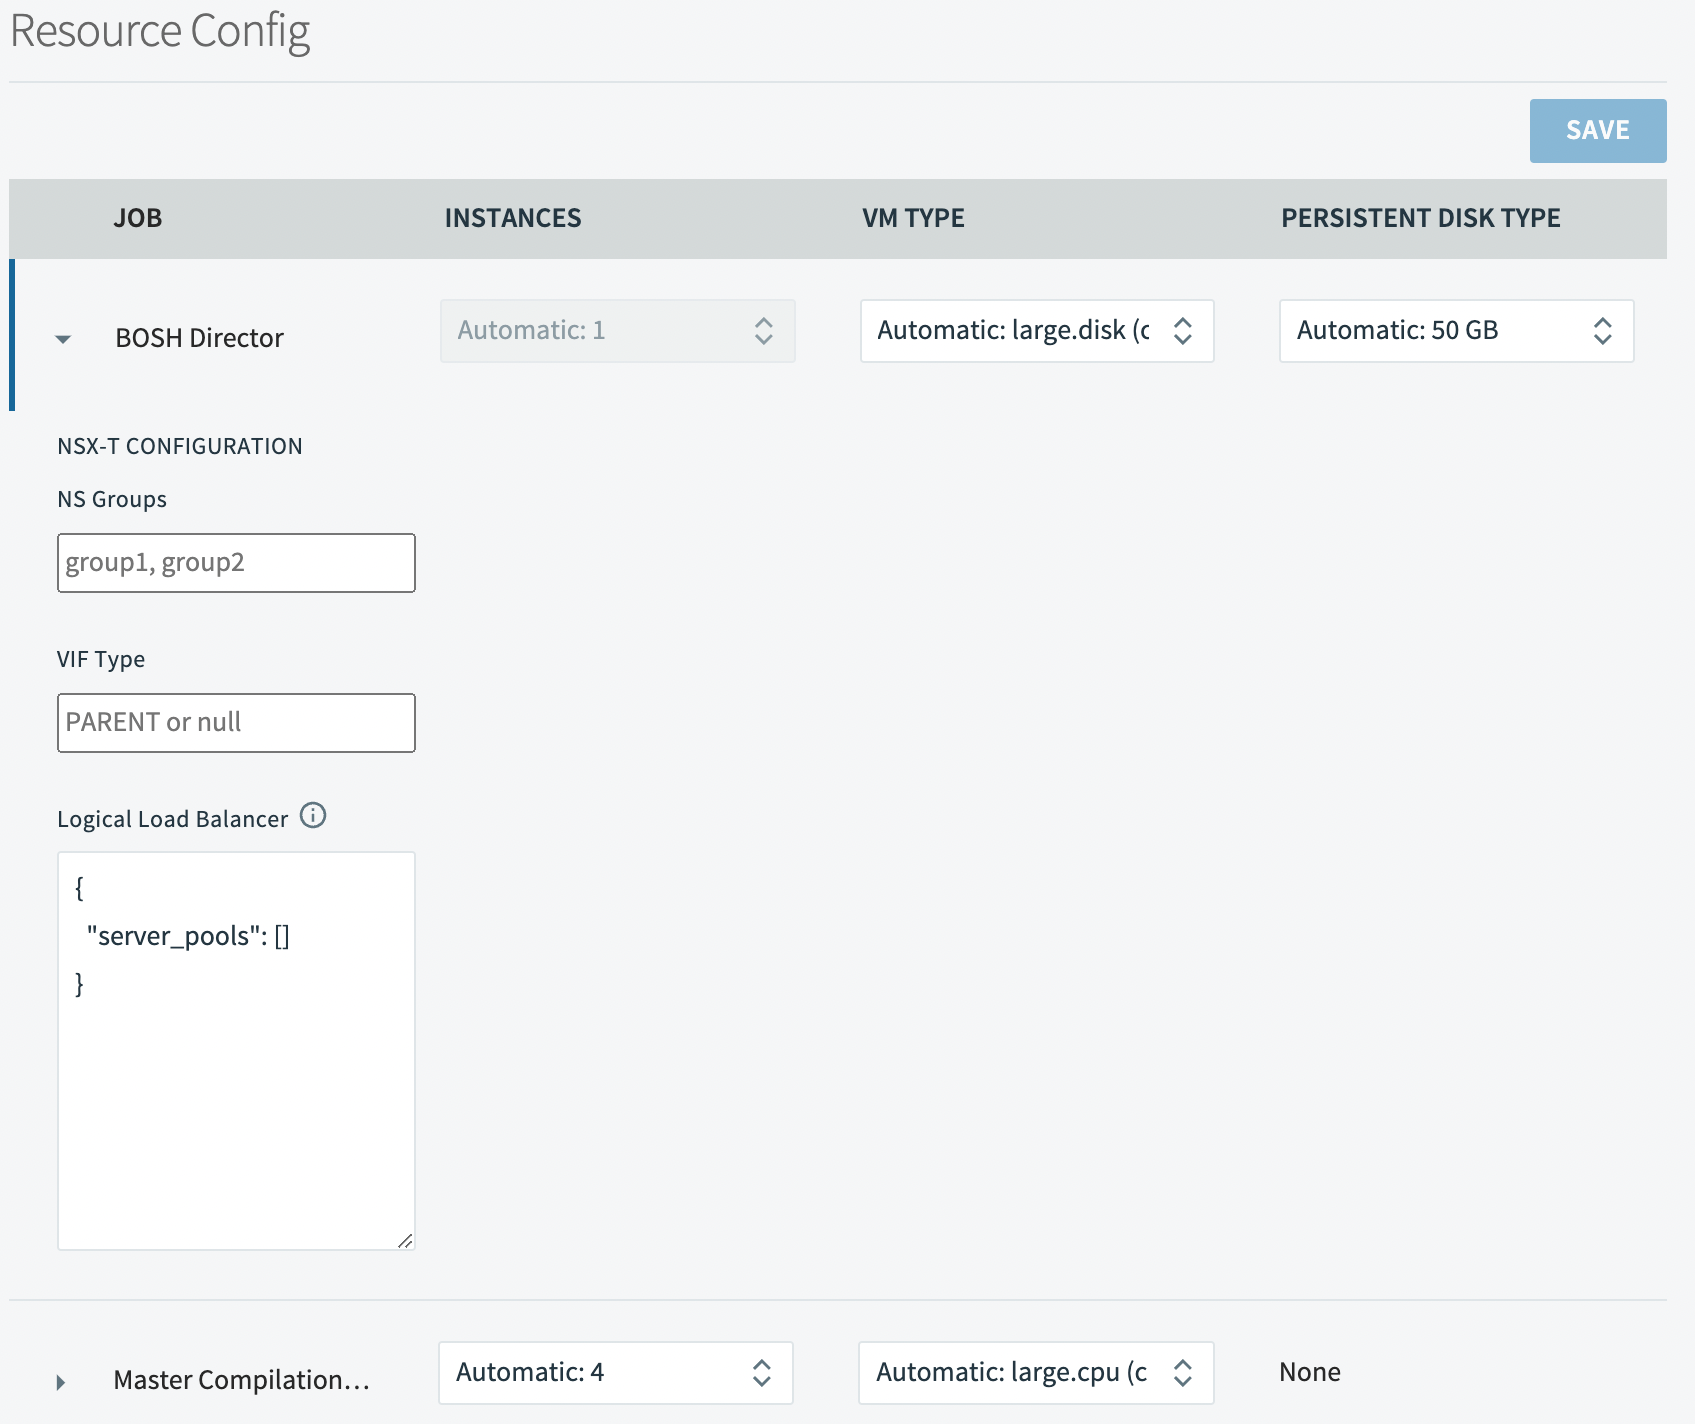 Resource Config
SAVE
JOB INSTANCES VM TYPE PERSISTENT DISK TYPE
BOSH Director Automatic: 1 Automatic: large.disk (c Automatic: 50 GB
NSX-T CONFIGURATION
NS Groups
group1, group2
VIF Type
PARENT or null
Logical Load Balancer
{
"server_pools": []
}
Master Compilation… Automatic: 4 Automatic: large.cpu (c None